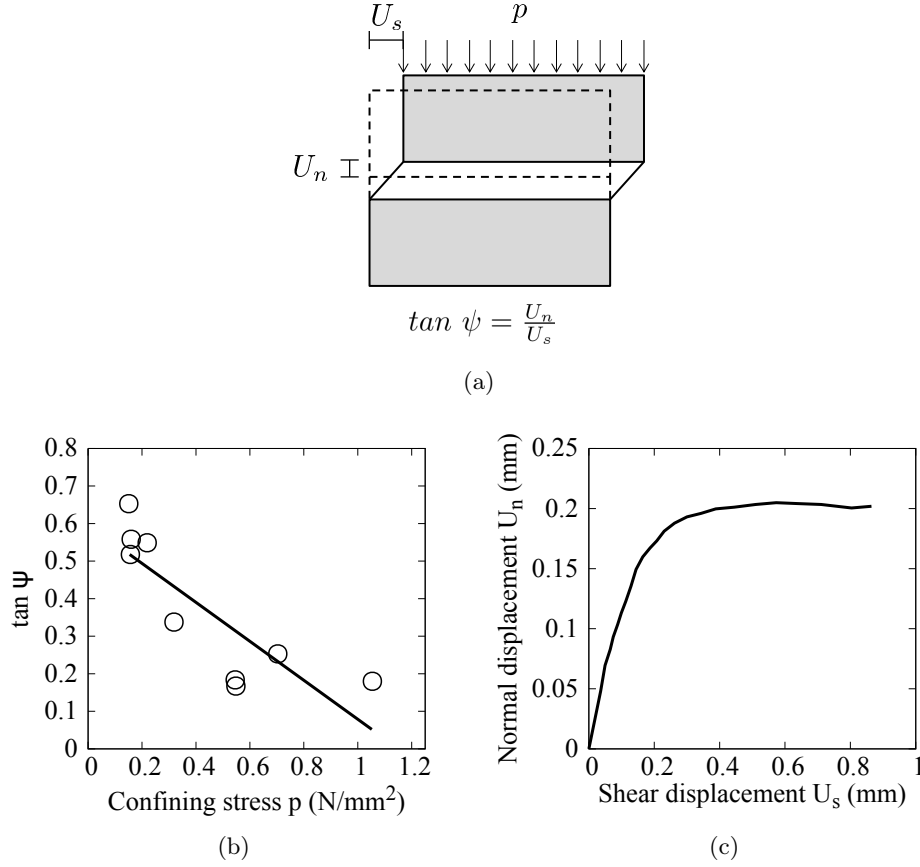 U_s
p
U_n
tan ψ = U_n/U_s
(a)
0.8
0.7
0.6
0.5
0.4
0.3
0.2
0.1
0
tan ψ
0 0.2 0.4 0.6 0.8 1 1.2
Confining stress p (N/mm²)
(b)
0.25
0.2
0.15
0.1
0.05
0
Normal displacement U_n (mm)
0 0.2 0.4 0.6 0.8 1
Shear displacement U_s (mm)
(c)